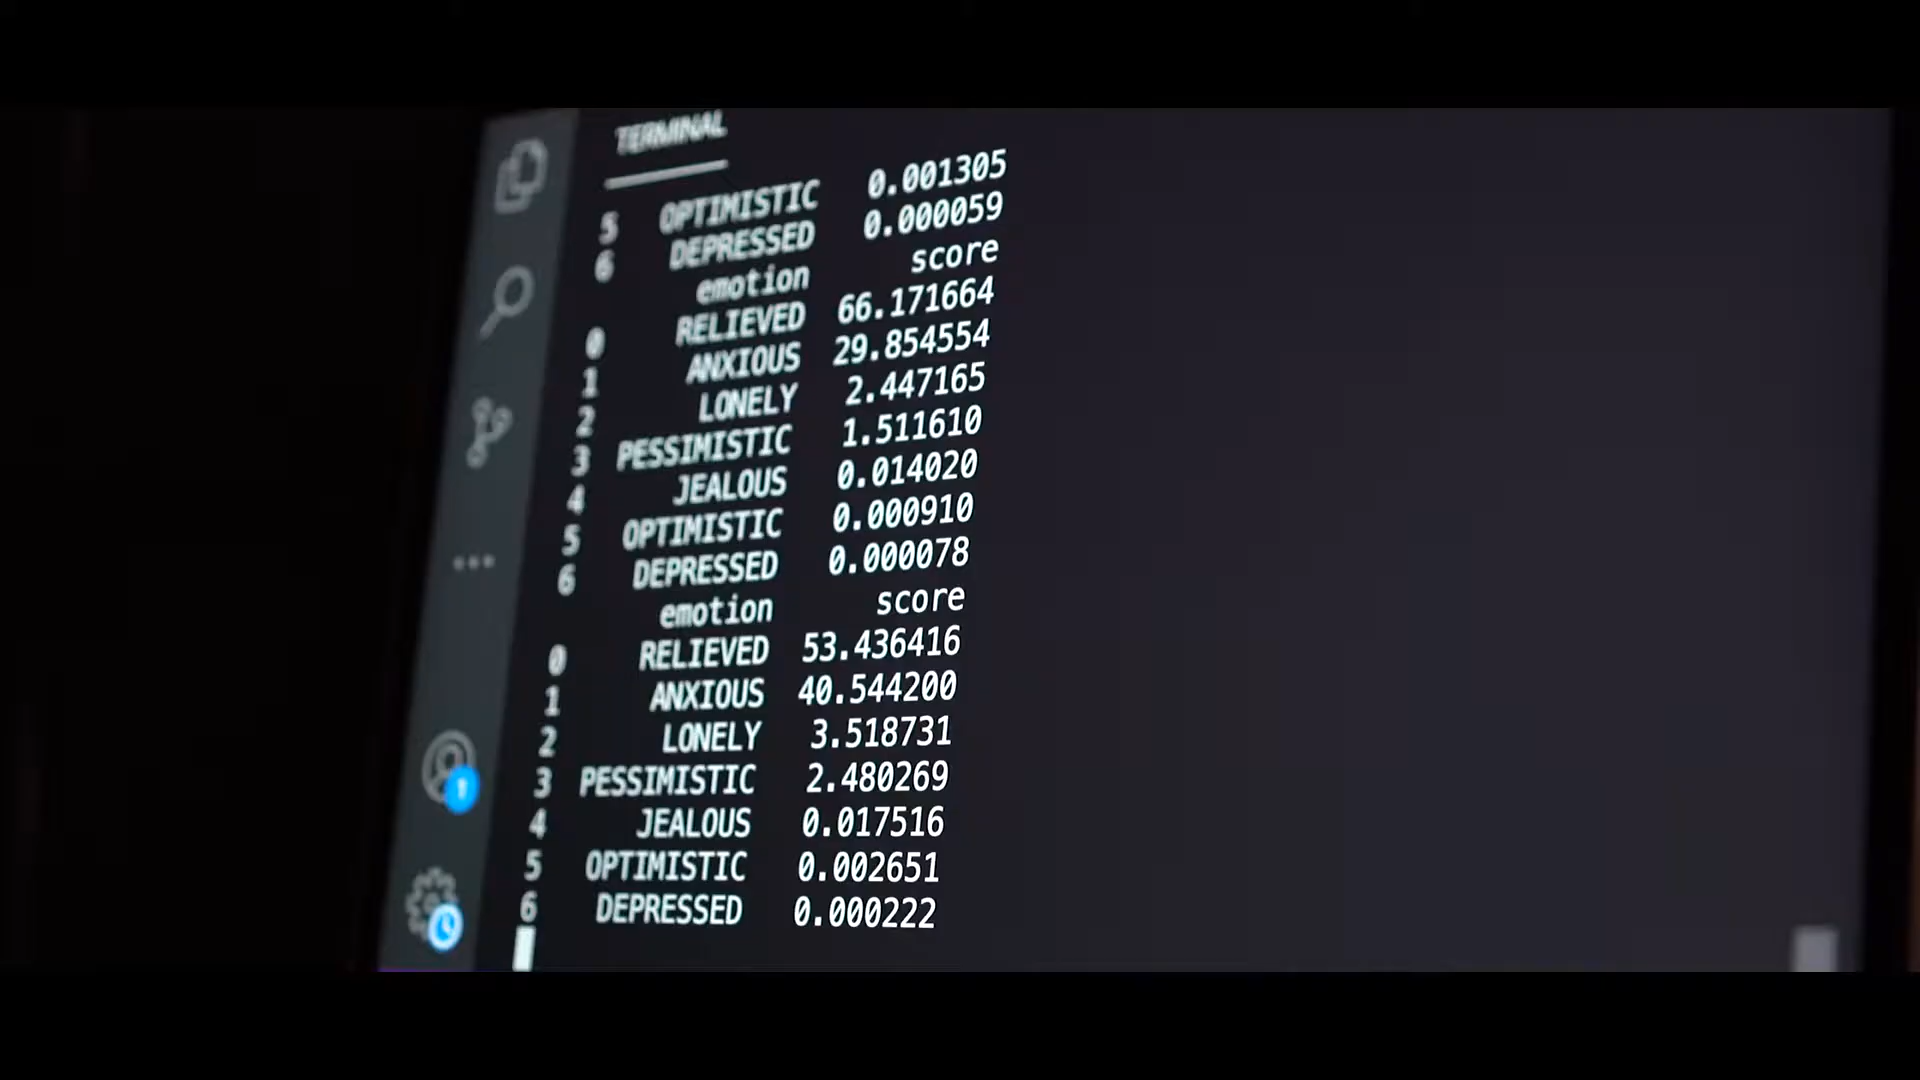 TERMINAL
5 OPTIMISTIC 0.001305
6 DEPRESSED 0.000059
emotion score
0 RELIEVED 66.171664
1 ANXIOUS 29.854554
2 LONELY 2.447165
3 PESSIMISTIC 1.511610
4 JEALOUS 0.014020
5 OPTIMISTIC 0.000910
6 DEPRESSED 0.000078
emotion score
0 RELIEVED 53.436416
1 ANXIOUS 40.544200
2 LONELY 3.518731
3 PESSIMISTIC 2.480269
4 JEALOUS 0.017516
5 OPTIMISTIC 0.002651
6 DEPRESSED 0.000222
1